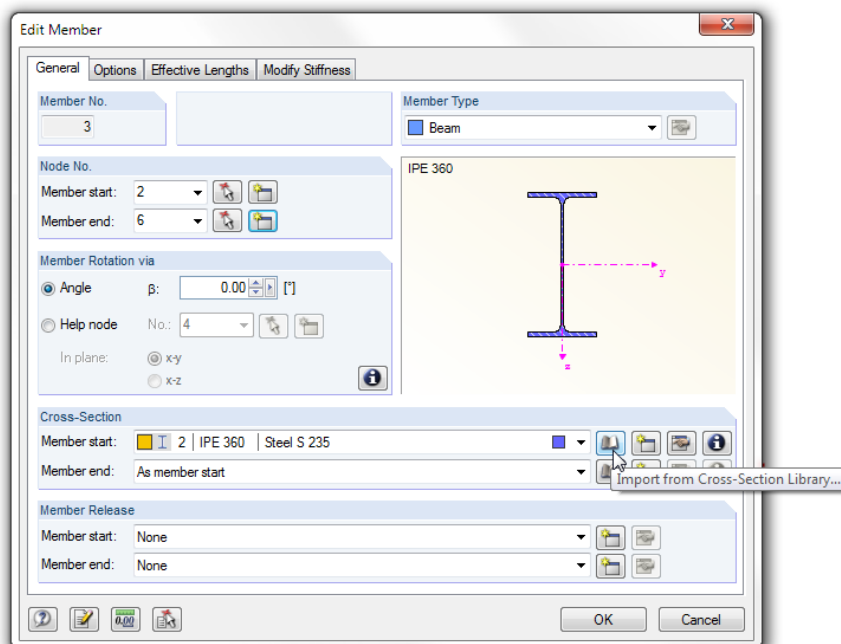 Edit Member
General Options Effective Lengths Modify Stiffness
Member No.
3
Member Type
Beam
Node No.
Member start: 2
Member end: 6
IPE 360
y
z
Member Rotation via
Angle β: 0.00 [°]
Help node No.: 4
In plane: x-y
x-z
Cross-Section
Member start: 2 IPE 360 Steel S 235
Member end: As member start
Import from Cross-Section Library...
Member Release
Member start: None
Member end: None
0.00
OK Cancel